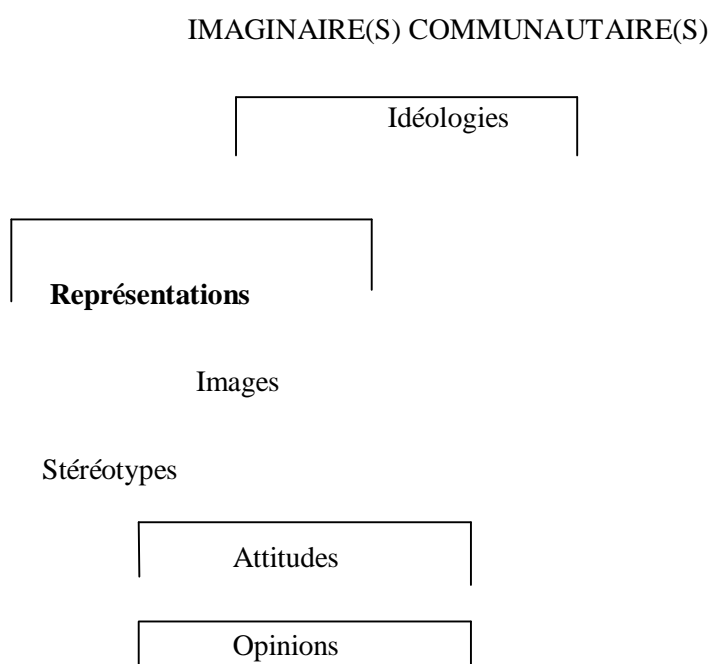 IMAGINAIRE(S) COMMUNAUTAIRE(S)
Idéologies
Représentations
Images
Stéréotypes
Attitudes
Opinions